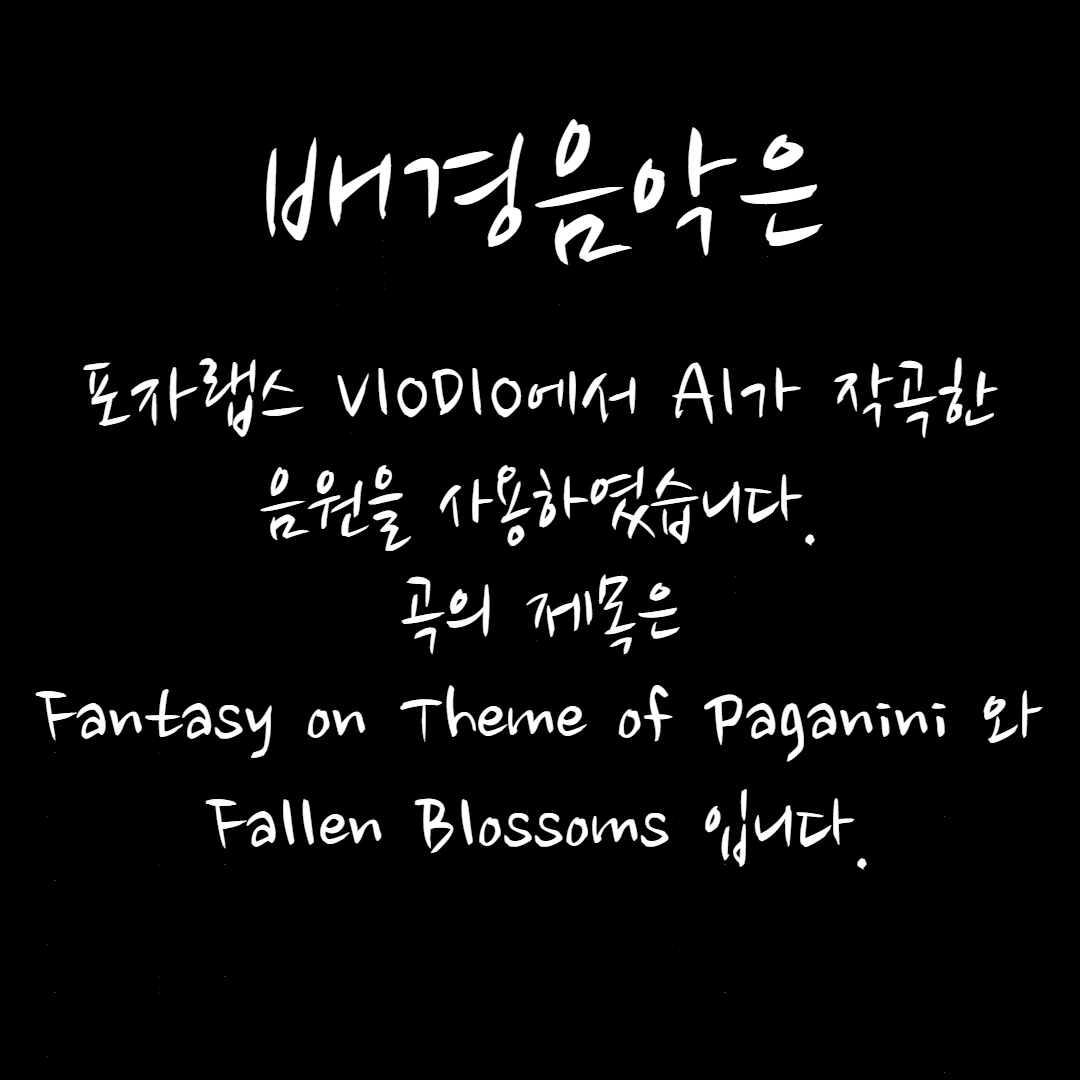 배경음악은
포자랩스 VIODIO에서 AI가 작곡한
음원을 사용하였습니다.
곡의 제목은
Fantasy on Theme of Paganini 와
Fallen Blossoms 입니다.